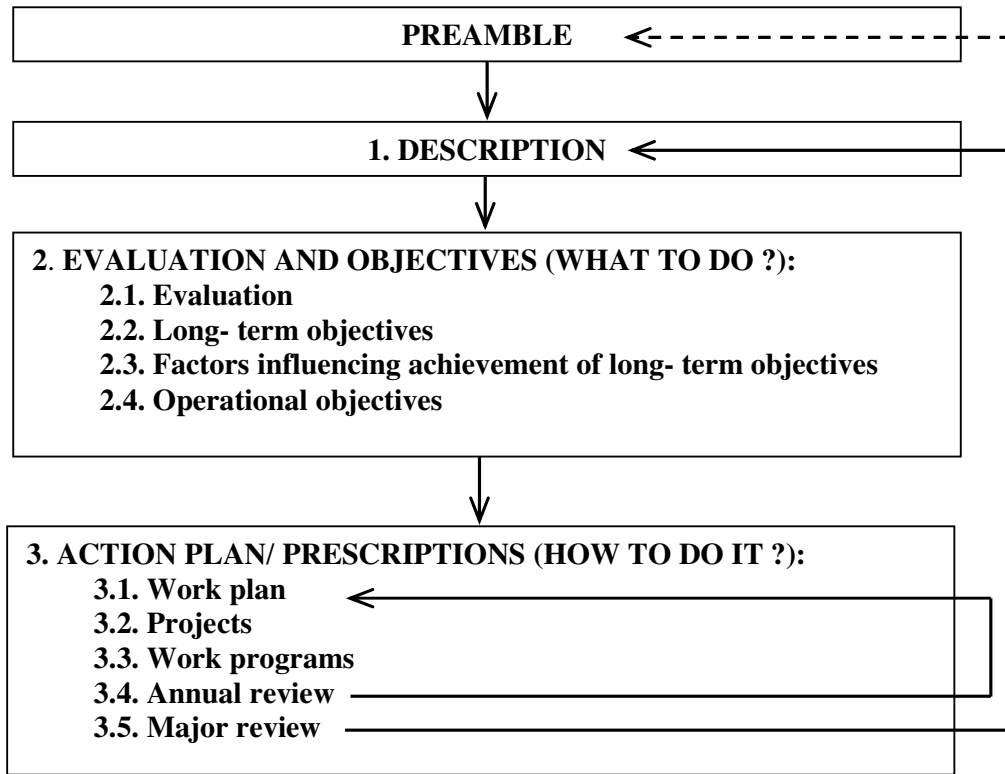 PREAMBLE
1. DESCRIPTION
2. EVALUATION AND OBJECTIVES (WHAT TO DO ?):
2.1. Evaluation
2.2. Long- term objectives
2.3. Factors influencing achievement of long- term objectives
2.4. Operational objectives
3. ACTION PLAN/ PRESCRIPTIONS (HOW TO DO IT ?):
3.1. Work plan
3.2. Projects
3.3. Work programs
3.4. Annual review
3.5. Major review